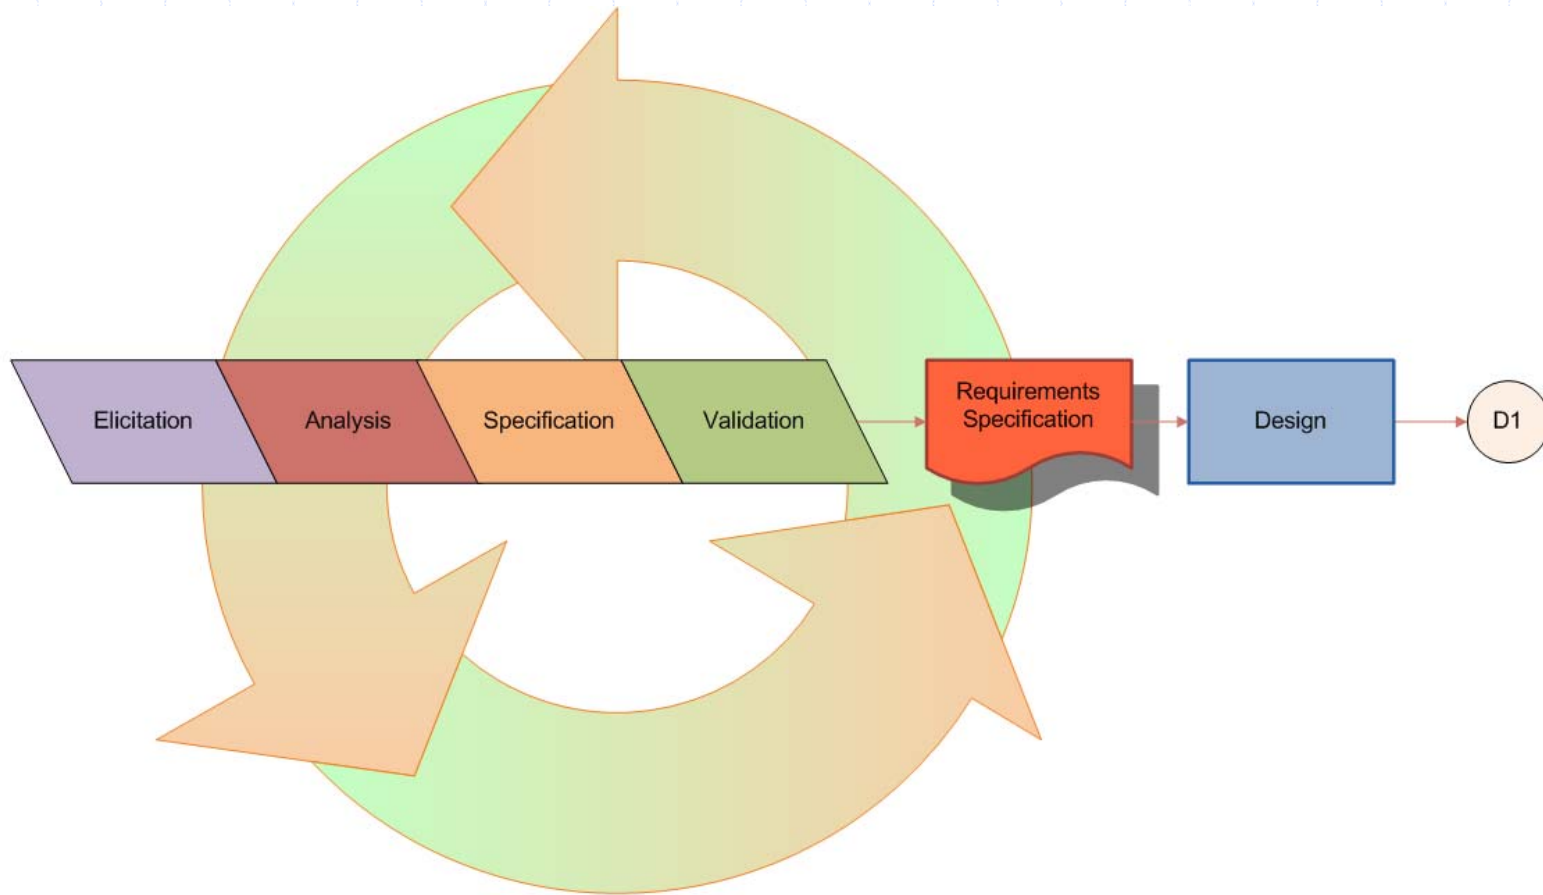 Elicitation
Analysis
Specification
Validation
Requirements
Specification
Design
D1